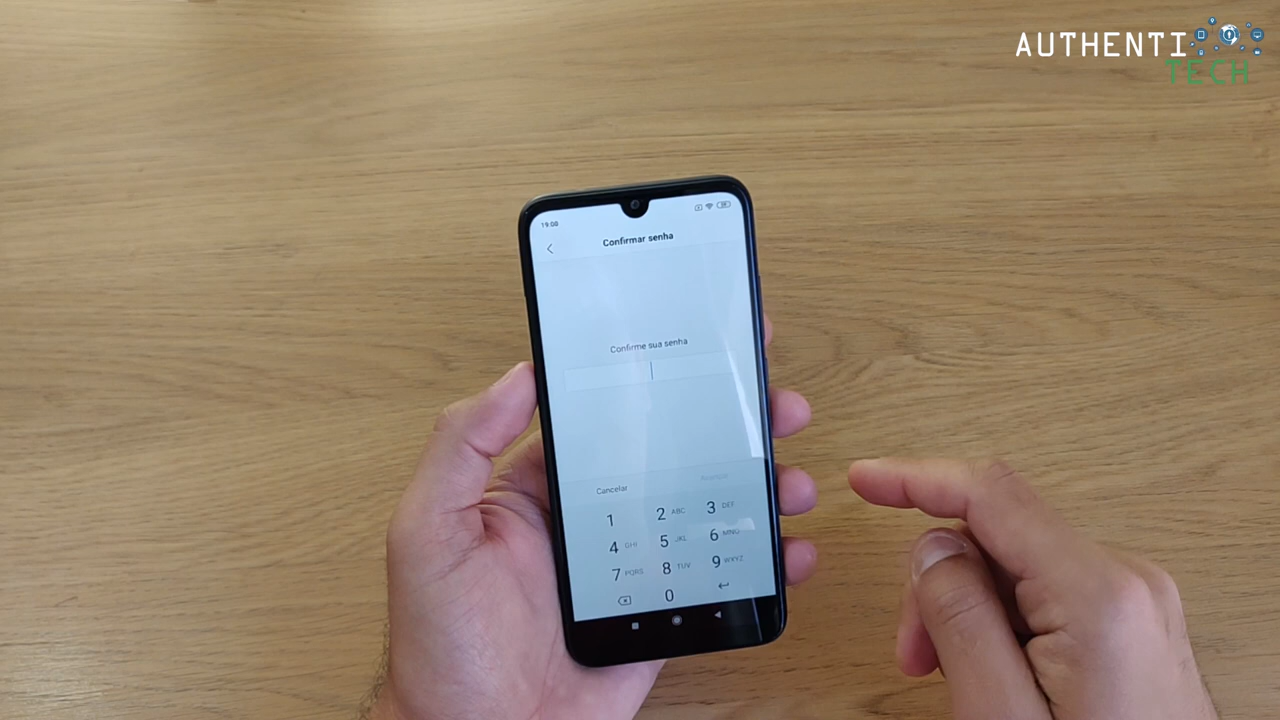 AUTHENTI
TECH
19:00
Confirmar senha
Confirme sua senha
Cancelar
1 2 ABC 3 DEF
4 GHI 5 JKL 6 MNO
7 PQRS 8 TUV 9 WXYZ
0